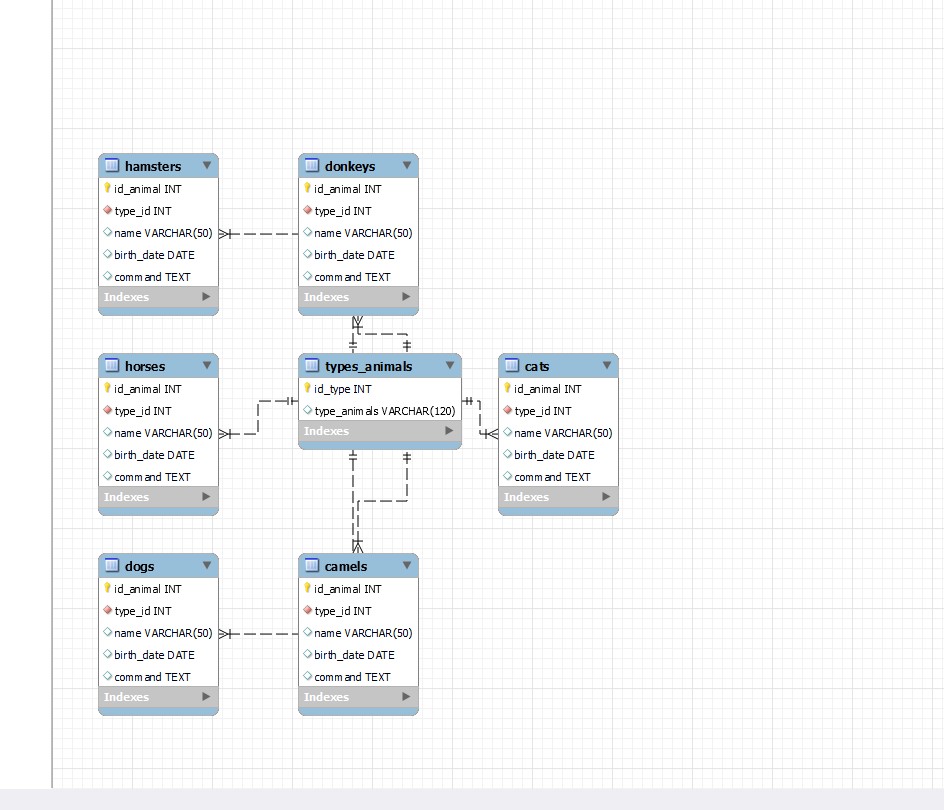 hamsters
id_animal INT
type_id INT
name VARCHAR(50)
birth_date DATE
command TEXT
Indexes
donkeys
id_animal INT
type_id INT
name VARCHAR(50)
birth_date DATE
command TEXT
Indexes
horses
id_animal INT
type_id INT
name VARCHAR(50)
birth_date DATE
command TEXT
Indexes
types_animals
id_type INT
type_animals VARCHAR(120)
Indexes
cats
id_animal INT
type_id INT
name VARCHAR(50)
birth_date DATE
command TEXT
Indexes
dogs
id_animal INT
type_id INT
name VARCHAR(50)
birth_date DATE
command TEXT
Indexes
camels
id_animal INT
type_id INT
name VARCHAR(50)
birth_date DATE
command TEXT
Indexes